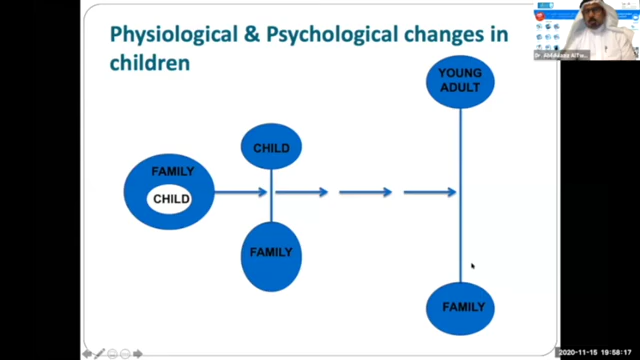 Physiological & Psychological changes in
children
YOUNG
ADULT
CHILD
FAMILY
CHILD
FAMILY
FAMILY
2020-11-15 19:58:17